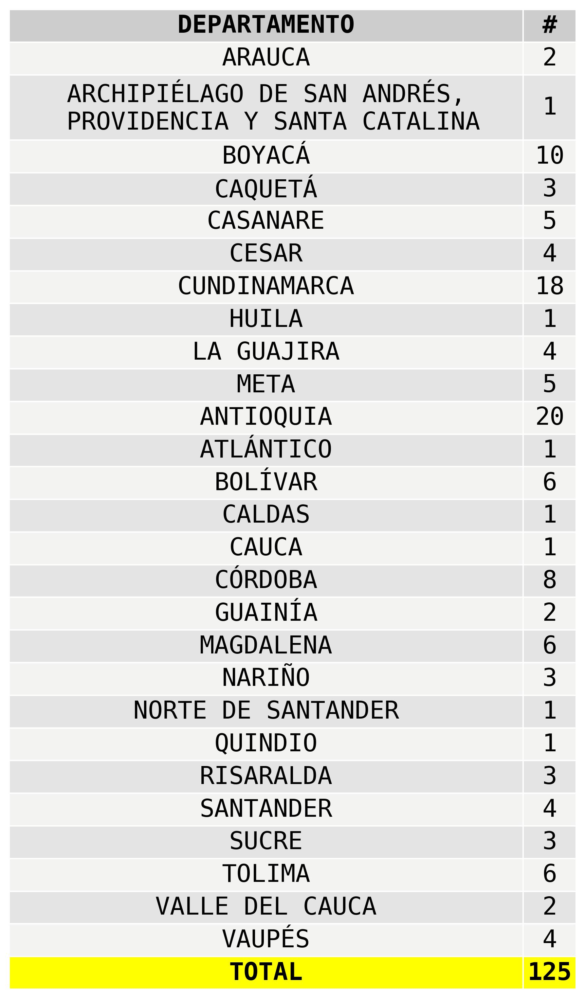 DEPARTAMENTO #
ARAUCA 2
ARCHIPIÉLAGO DE SAN ANDRÉS,
PROVIDENCIA Y SANTA CATALINA 1
BOYACÁ 10
CAQUETÁ 3
CASANARE 5
CESAR 4
CUNDINAMARCA 18
HUILA 1
LA GUAJIRA 4
META 5
ANTIOQUIA 20
ATLÁNTICO 1
BOLÍVAR 6
CALDAS 1
CAUCA 1
CÓRDOBA 8
GUAINÍA 2
MAGDALENA 6
NARIÑO 3
NORTE DE SANTANDER 1
QUINDIO 1
RISARALDA 3
SANTANDER 4
SUCRE 3
TOLIMA 6
VALLE DEL CAUCA 2
VAUPÉS 4
TOTAL 125